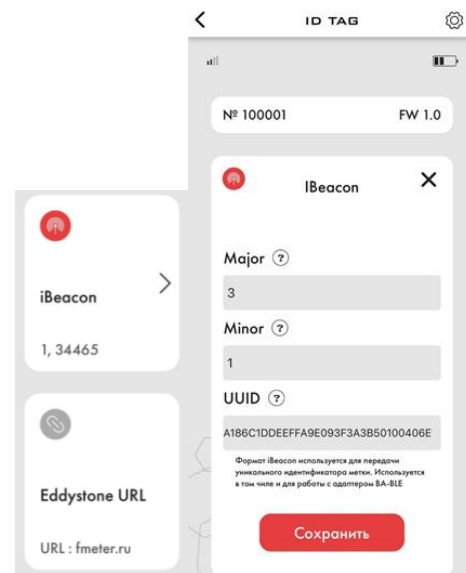 ID TAG
№ 100001 FW 1.0
IBeacon
Major ?
3
Minor ?
1
UUID ?
A186C1DDEEFFA9E093F3A3B50100406E
Формат iBeacon используется для передачи
уникального идентификатора метки. Используется
в том чиле и для работы с адаптером BA-BLE
Сохранить
iBeacon
1, 34465
Eddystone URL
URL : fmeter.ru